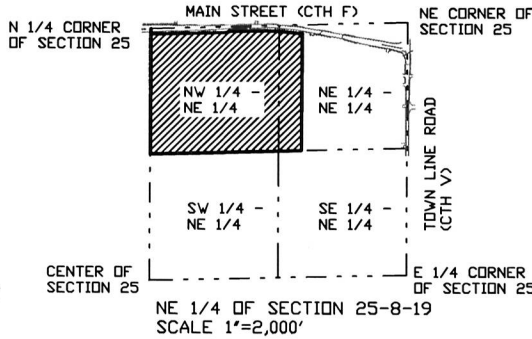 MAIN STREET (CTH F)
N 1/4 CORNER
OF SECTION 25
NE CORNER OF
SECTION 25
NW 1/4 -
NE 1/4
NE 1/4 -
NE 1/4
TOWN LINE ROAD
(CTH V)
SW 1/4 -
NE 1/4
SE 1/4 -
NE 1/4
CENTER OF
SECTION 25
E 1/4 CORNER
OF SECTION 25
NE 1/4 OF SECTION 25-8-19
SCALE 1"=2,000'